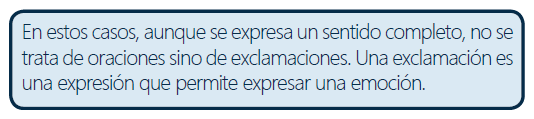 En estos casos, aunque se expresa un sentido completo, no se
trata de oraciones sino de exclamaciones. Una exclamación es
una expresión que permite expresar una emoción.